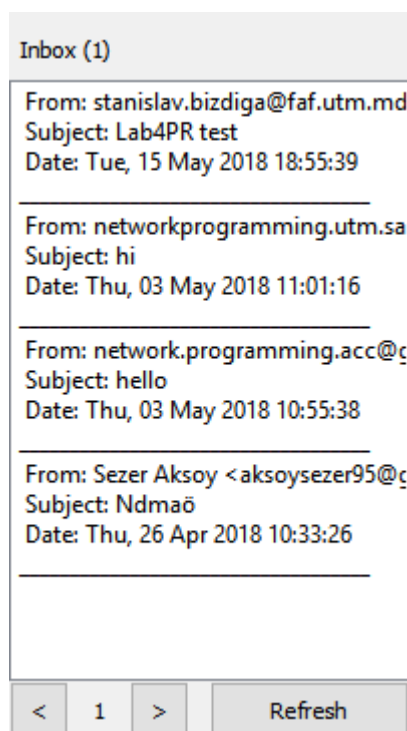 Inbox (1)
From: stanislav.bizdiga@faf.utm.md
Subject: Lab4PR test
Date: Tue, 15 May 2018 18:55:39
From: networkprogramming.utm.sa
Subject: hi
Date: Thu, 03 May 2018 11:01:16
From: network.programming.acc@g
Subject: hello
Date: Thu, 03 May 2018 10:55:38
From: Sezer Aksoy <aksoysezer95@g
Subject: Ndmaö
Date: Thu, 26 Apr 2018 10:33:26
< 1 > Refresh